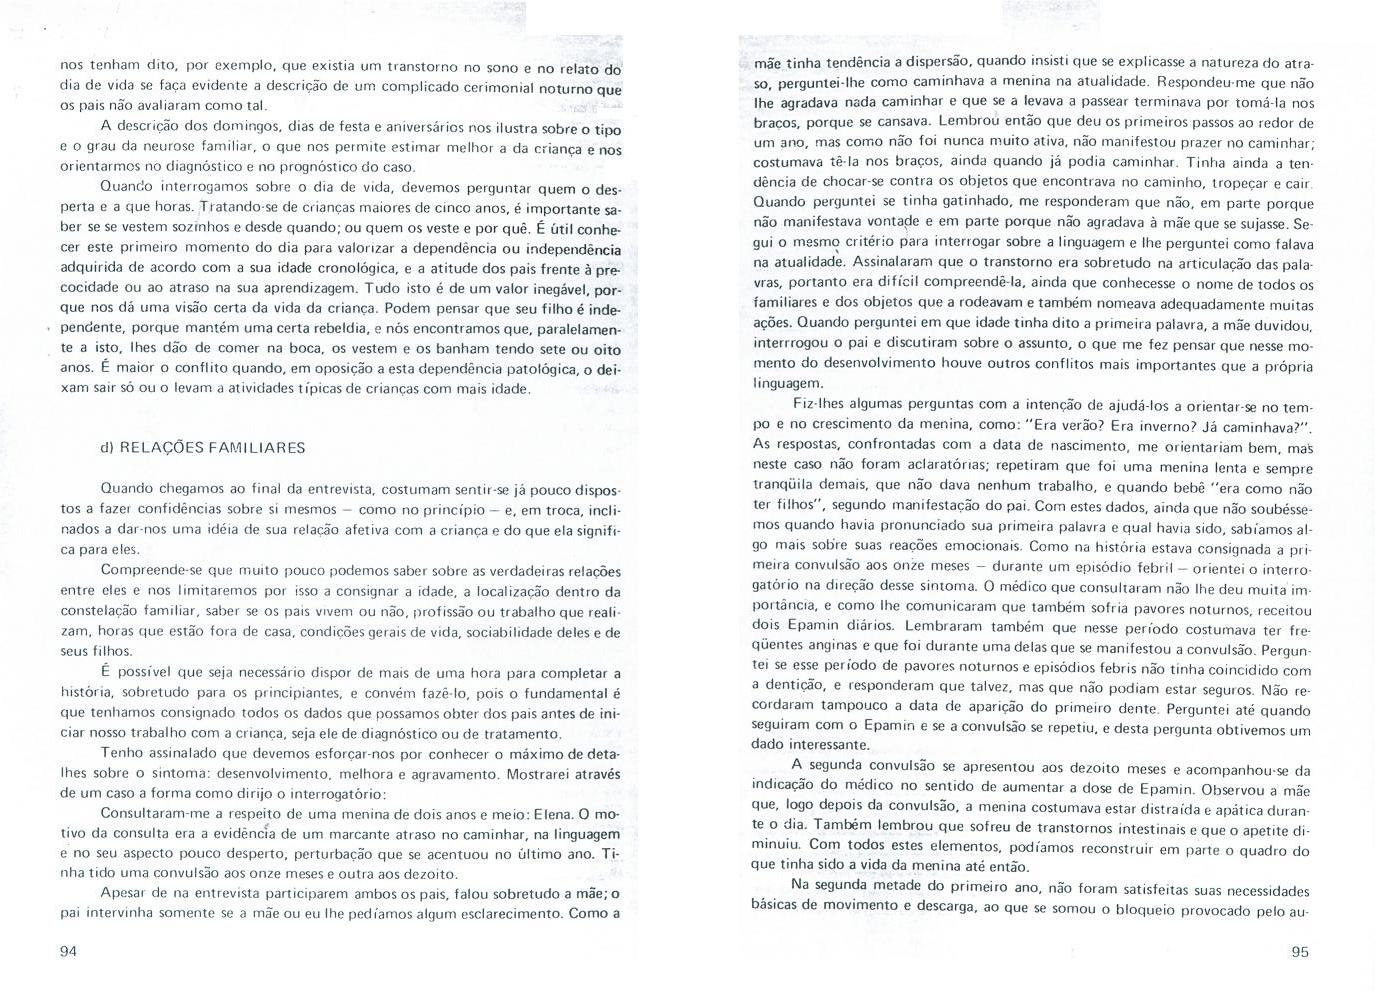 nos tenham dito, por exemplo, que existia um transtorno no sono e no relato do
dia de vida se faça evidente a descrição de um complicado cerimonial noturno que
os pais não avaliaram como tal.
A descrição dos domingos, dias de festa e aniversários nos ilustra sobre o tipo
e o grau da neurose familiar, o que nos permite estimar melhor a da criança e nos
orientarmos no diagnóstico e no prognóstico do caso.
Quando interrogamos sobre o dia de vida, devemos perguntar quem o des-
perta e a que horas. Tratando-se de crianças maiores de cinco anos, é importante sa-
ber se se vestem sozinhos e desde quando; ou quem os veste e por quê. É útil conhe-
cer este primeiro momento do dia para valorizar a dependência ou independência
adquirida de acordo com a sua idade cronológica, e a atitude dos pais frente à pre-
cocidade ou ao atraso na sua aprendizagem. Tudo isto é de um valor inegável, por-
que nos dá uma visão certa da vida da criança. Podem pensar que seu filho é inde-
pendente, porque mantém uma certa rebeldia, e nós encontramos que, paralelamen-
te a isto, lhes dão de comer na boca, os vestem e os banham tendo sete ou oito
anos. É maior o conflito quando, em oposição a esta dependência patológica, o dei-
xam sair só ou o levam a atividades típicas de crianças com mais idade.
d) RELAÇÕES FAMILIARES
Quando chegamos ao final da entrevista, costumam sentir-se já pouco dispos-
tos a fazer confidências sobre si mesmos — como no princípio — e, em troca, incli-
nados a dar-nos uma idéia de sua relação afetiva com a criança e do que ela signifi-
ca para eles.
Compreende-se que muito pouco podemos saber sobre as verdadeiras relações
entre eles e nos limitaremos por isso a consignar a idade, a localização dentro da
constelação familiar, saber se os pais vivem ou não, profissão ou trabalho que reali-
zam, horas que estão fora de casa, condições gerais de vida, sociabilidade deles e de
seus filhos.
É possível que seja necessário dispor de mais de uma hora para completar a
história, sobretudo para os principiantes, e convém fazê-lo, pois o fundamental é
que tenhamos consignado todos os dados que possamos obter dos pais antes de ini-
ciar nosso trabalho com a criança, seja ele de diagnóstico ou de tratamento.
Tenho assinalado que devemos esforçar-nos por conhecer o máximo de deta-
lhes sobre o sintoma: desenvolvimento, melhora e agravamento. Mostrarei através
de um caso a forma como dirijo o interrogatório:
Consultaram-me a respeito de uma menina de dois anos e meio: Elena. O mo-
tivo da consulta era a evidência de um marcante atraso no caminhar, na linguagem
e no seu aspecto pouco desperto, perturbação que se acentuou no último ano. Ti-
nha tido uma convulsão aos onze meses e outra aos dezoito.
Apesar de na entrevista participarem ambos os pais, falou sobretudo a mãe; o
pai intervinha somente se a mãe ou eu lhe pedíamos algum esclarecimento. Como a
94
mãe tinha tendência a dispersão, quando insisti que se explicasse a natureza do atra-
so, perguntei-lhe como caminhava a menina na atualidade. Respondeu-me que não
lhe agradava nada caminhar e que se a levava a passear terminava por tomá-la nos
braços, porque se cansava. Lembrou então que deu os primeiros passos ao redor de
um ano, mas como não foi nunca muito ativa, não manifestou prazer no caminhar;
costumava tê-la nos braços, ainda quando já podia caminhar. Tinha ainda a ten-
dência de chocar-se contra os objetos que encontrava no caminho, tropeçar e cair.
Quando perguntei se tinha gatinhado, me responderam que não, em parte porque
não manifestava vontade e em parte porque não agradava à mãe que se sujasse. Se-
gui o mesmo critério para interrogar sobre a linguagem e lhe perguntei como falava
na atualidade. Assinalaram que o transtorno era sobretudo na articulação das pala-
vras, portanto era difícil compreendê-la, ainda que conhecesse o nome de todos os
familiares e dos objetos que a rodeavam e também nomeava adequadamente muitas
ações. Quando perguntei em que idade tinha dito a primeira palavra, a mãe duvidou,
interrrogou o pai e discutiram sobre o assunto, o que me fez pensar que nesse mo-
mento do desenvolvimento houve outros conflitos mais importantes que a própria
linguagem.
Fiz-lhes algumas perguntas com a intenção de ajudá-los a orientar-se no tem-
po e no crescimento da menina, como: "Era verão? Era inverno? Já caminhava?".
As respostas, confrontadas com a data de nascimento, me orientariam bem, mas
neste caso não foram aclaratórias; repetiram que foi uma menina lenta e sempre
tranqüila demais, que não dava nenhum trabalho, e quando bebê "era como não
ter filhos", segundo manifestação do pai. Com estes dados, ainda que não soubésse-
mos quando havia pronunciado sua primeira palavra e qual havia sido, sabíamos al-
go mais sobre suas reações emocionais. Como na história estava consignada a pri-
meira convulsão aos onze meses — durante um episódio febril — orientei o interro-
gatório na direção desse sintoma. O médico que consultaram não lhe deu muita im-
portância, e como lhe comunicaram que também sofria pavores noturnos, receitou
dois Epamin diários. Lembraram também que nesse período costumava ter fre-
qüentes anginas e que foi durante uma delas que se manifestou a convulsão. Pergun-
tei se esse período de pavores noturnos e episódios febris não tinha coincidido com
a dentição, e responderam que talvez, mas que não podiam estar seguros. Não re-
cordaram tampouco a data de aparição do primeiro dente. Perguntei até quando
seguiram com o Epamin e se a convulsão se repetiu, e desta pergunta obtivemos um
dado interessante.
A segunda convulsão se apresentou aos dezoito meses e acompanhou-se da
indicação do médico no sentido de aumentar a dose de Epamin. Observou a mãe
que, logo depois da convulsão, a menina costumava estar distraída e apática duran-
te o dia. Também lembrou que sofreu de transtornos intestinais e que o apetite di-
minuiu. Com todos estes elementos, podíamos reconstruir em parte o quadro do
que tinha sido a vida da menina até então.
Na segunda metade do primeiro ano, não foram satisfeitas suas necessidades
básicas de movimento e descarga, ao que se somou o bloqueio provocado pelo au-
95